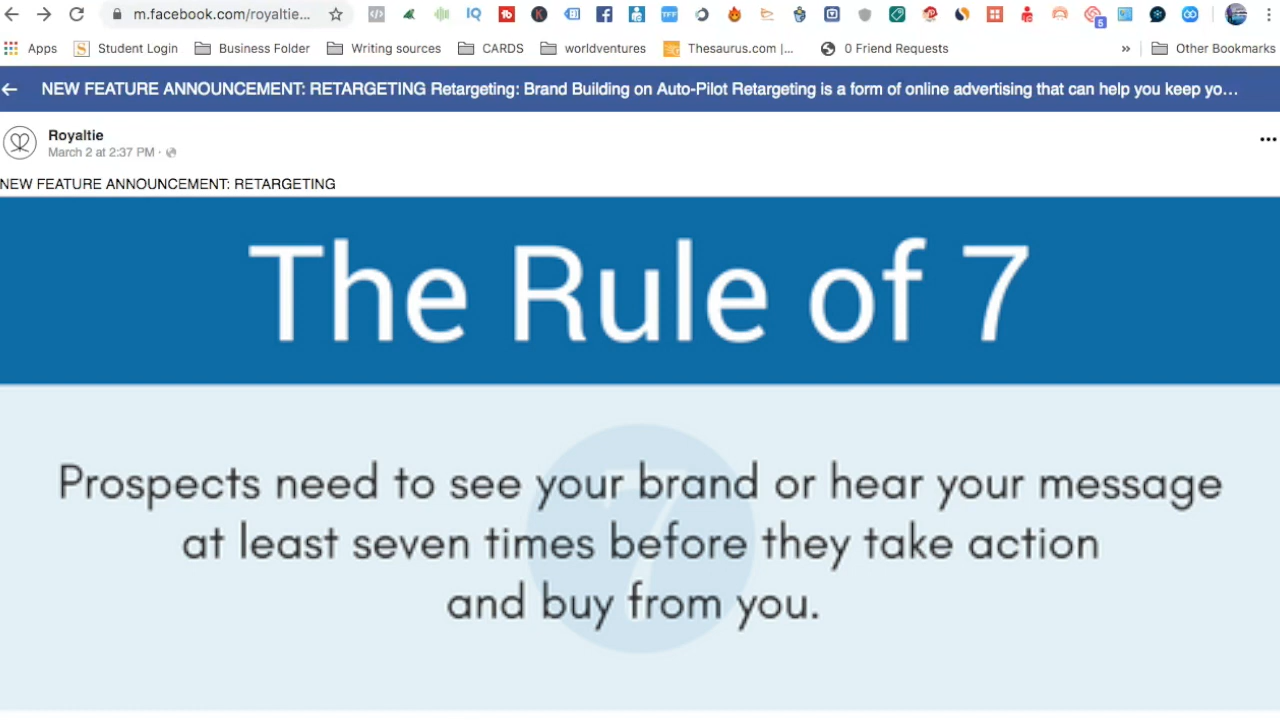 m.facebook.com/royaltie...
Apps Student Login Business Folder Writing sources CARDS worldventures Thesaurus.com |... 0 Friend Requests » Other Bookmarks
NEW FEATURE ANNOUNCEMENT: RETARGETING Retargeting: Brand Building on Auto-Pilot Retargeting is a form of online advertising that can help you keep yo...
Royaltie
March 2 at 2:37 PM ·
NEW FEATURE ANNOUNCEMENT: RETARGETING
The Rule of 7
Prospects need to see your brand or hear your message
at least seven times before they take action
and buy from you.